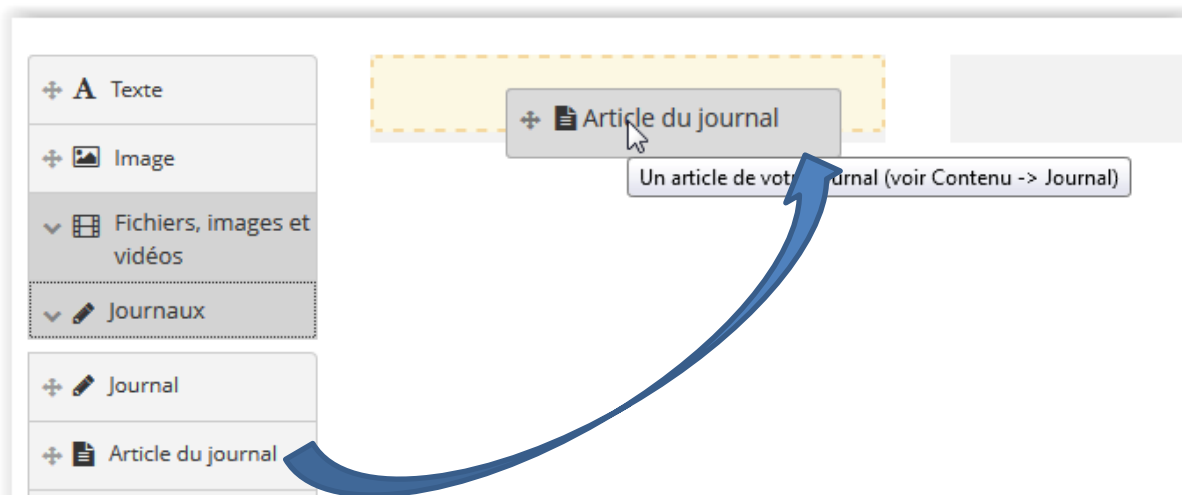 Texte
Image
Fichiers, images et
vidéos
Journaux
Journal
Article du journal
Article du journal
Un article de vot urnal (voir Contenu -> Journal)